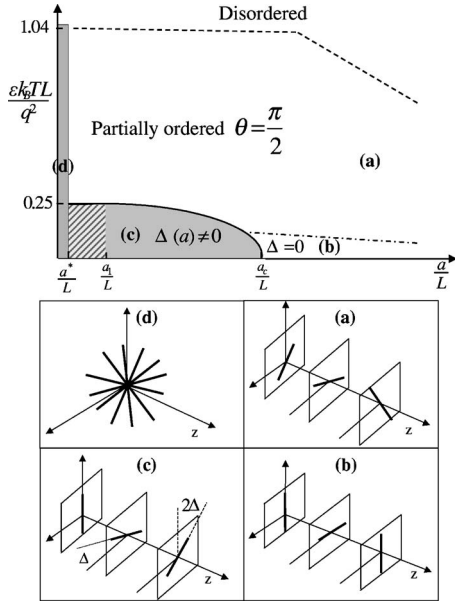 Disordered
1.04
εk_BTL/q²
Partially ordered θ=π/2
(d)
(a)
0.25
(c) Δ(a)≠0
Δ=0 (b)
a*/L a₁/L a_c/L a/L
(d) (a)
z z
(c) (b)
2Δ
Δ
z z